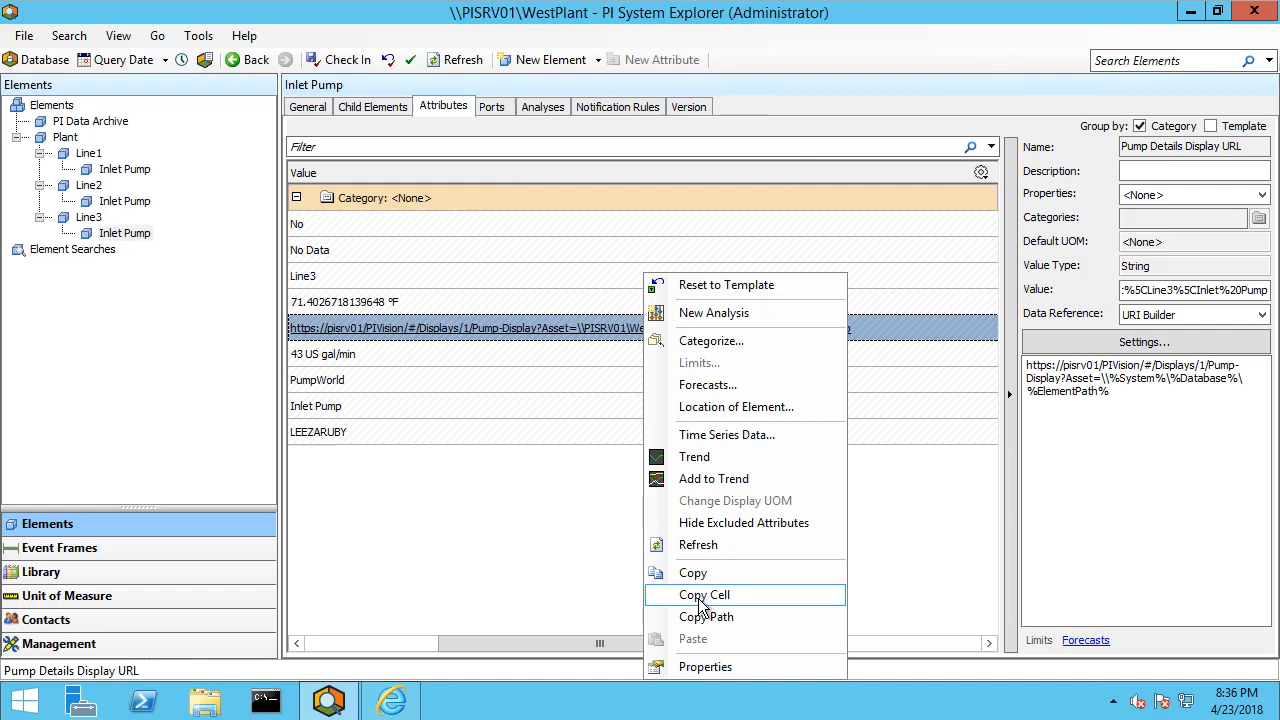 \\PISRV01\WestPlant - PI System Explorer (Administrator)
File Search View Go Tools Help
Database Query Date Back Check In Refresh New Element New Attribute Search Elements
Elements
Elements
PI Data Archive
Plant
Line1
Inlet Pump
Line2
Inlet Pump
Line3
Inlet Pump
Element Searches
Elements
Event Frames
Library
Unit of Measure
Contacts
Management
Inlet Pump
General Child Elements Attributes Ports Analyses Notification Rules Version
Group by: Category Template
Filter
Value
Category: <None>
No
No Data
Line3
71.4026718139648 °F
https://pisrv01/PIVision/#/Displays/1/Pump-Display?Asset=\\PISRV01\We
43 US gal/min
PumpWorld
Inlet Pump
LEEZARUBY
Reset to Template
New Analysis
Categorize...
Limits...
Forecasts...
Location of Element...
Time Series Data...
Trend
Add to Trend
Change Display UOM
Hide Excluded Attributes
Refresh
Copy
Copy Cell
Copy Path
Paste
Properties
Name: Pump Details Display URL
Description:
Properties: <None>
Categories:
Default UOM: <None>
Value Type: String
Value: :%5CLine3%5CInlet%20Pump
Data Reference: URI Builder
Settings...
https://pisrv01/PIVision/#/Displays/1/Pump-
Display?Asset=\\%System%\%Database%\
%ElementPath%
Limits Forecasts
Pump Details Display URL
8:36 PM
4/23/2018